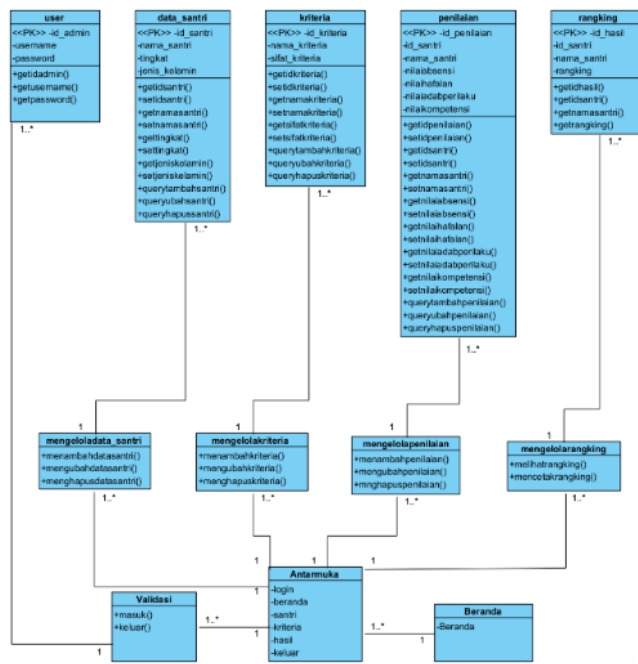 user
<<PK>> -id_admin
-username
-password
+getidadmin()
+getusername()
+getpassword()
1..*
data_santri
<<PK>> -id_santri
-nama_santri
-tingkat
-jenis_kelamin
+getidsantri()
+setidsantri()
+getnamasantri()
+setnamasantri()
+gettingkat()
+settingkat()
+getjeniskelamin()
+setjeniskelamin()
+querytambahsantri()
+queryubahsantri()
+queryhapussantri()
1..*
kriteria
<<PK>> -id_kriteria
-nama_kriteria
-sifat_kriteria
+getidkriteria()
+setidkriteria()
+getnamakriteria()
+setnamakriteria()
+getsifatkriteria()
+setsifatkriteria()
+querytambahkriteria()
+queryubahkriteria()
+queryhapuskriteria()
1..*
penilaian
<<PK>> -id_penilaian
-id_santri
-nama_santri
-nilaiabsensi
-nilaihafalan
-nilaiadabperilaku
-nilaikompetensi
+getidpenilaian()
+setidpenilaian()
+getidsantri()
+setidsantri()
+getnamasantri()
+setnamasantri()
+getnilaiabsensi()
+setnilaiabsensi()
+getnilaihafalan()
+setnilaihafalan()
+getnilaiadabperilaku()
+setnilaiadabperilaku()
+getnilaikompetensi()
+setnilaikompetensi()
+querytambahpenilaian()
+queryubahpenilaian()
+queryhapuspenilaian()
1..*
rangking
<<PK>> -id_hasil
-id_santri
-nama_santri
-rangking
+getidhasil()
+getidsantri()
+getnamasantri()
+getrangking()
1..*
1
mengeloladata_santri
+menambahdatasantri()
+mengubahdatasantri()
+menghapusdatasantri()
1..*
1
mengelolakriteria
+menambahkriteria()
+mengubahkriteria()
+menghapuskriteria()
1..*
1
mengelolapenilaian
+menambahpenilaian()
+mengubahpenilaian()
+mnghapuspenilaian()
1..*
1
mengelolarangking
+melihatrangking()
+mencetakrangking()
1..*
1
1
1
1
Antarmuka
-login
-beranda
-santri
-kriteria
-hasil
-keluar
Validasi
+masuk()
+keluar()
1
1..*
1
1..*
1
Beranda
-Beranda